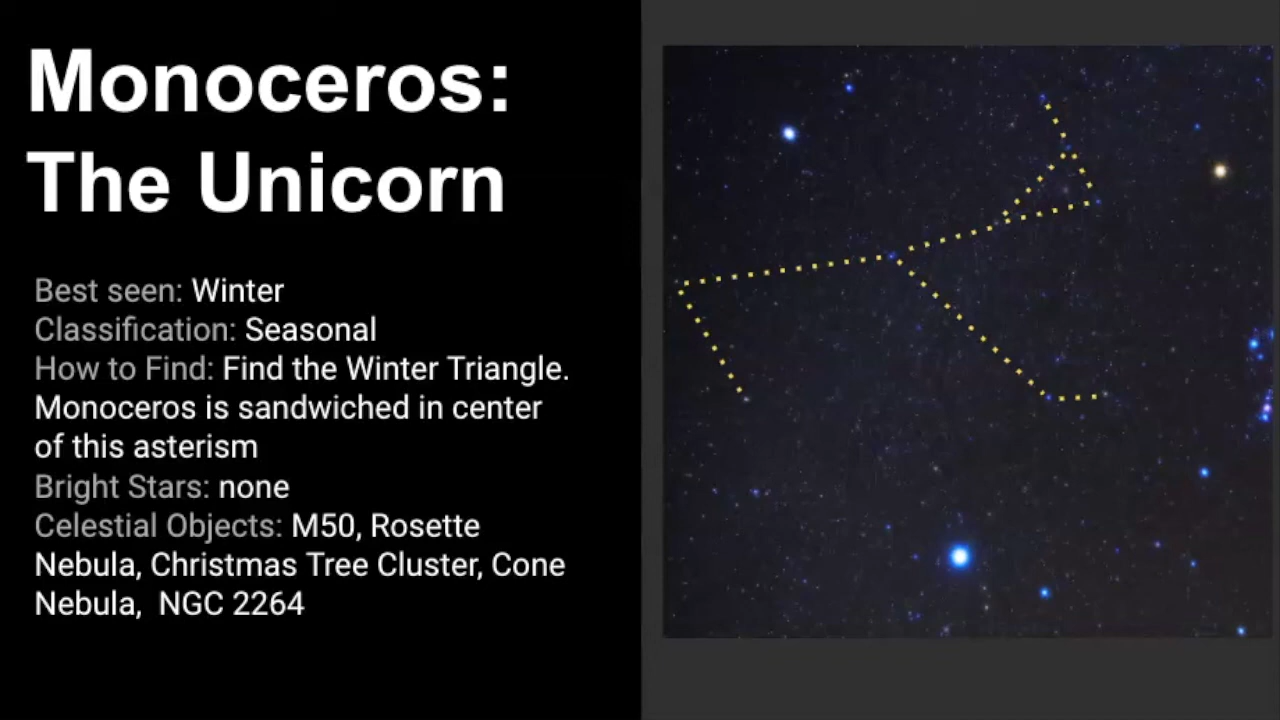 Monoceros:
The Unicorn
Best seen: Winter
Classification: Seasonal
How to Find: Find the Winter Triangle.
Monoceros is sandwiched in center
of this asterism
Bright Stars: none
Celestial Objects: M50, Rosette
Nebula, Christmas Tree Cluster, Cone
Nebula,  NGC 2264